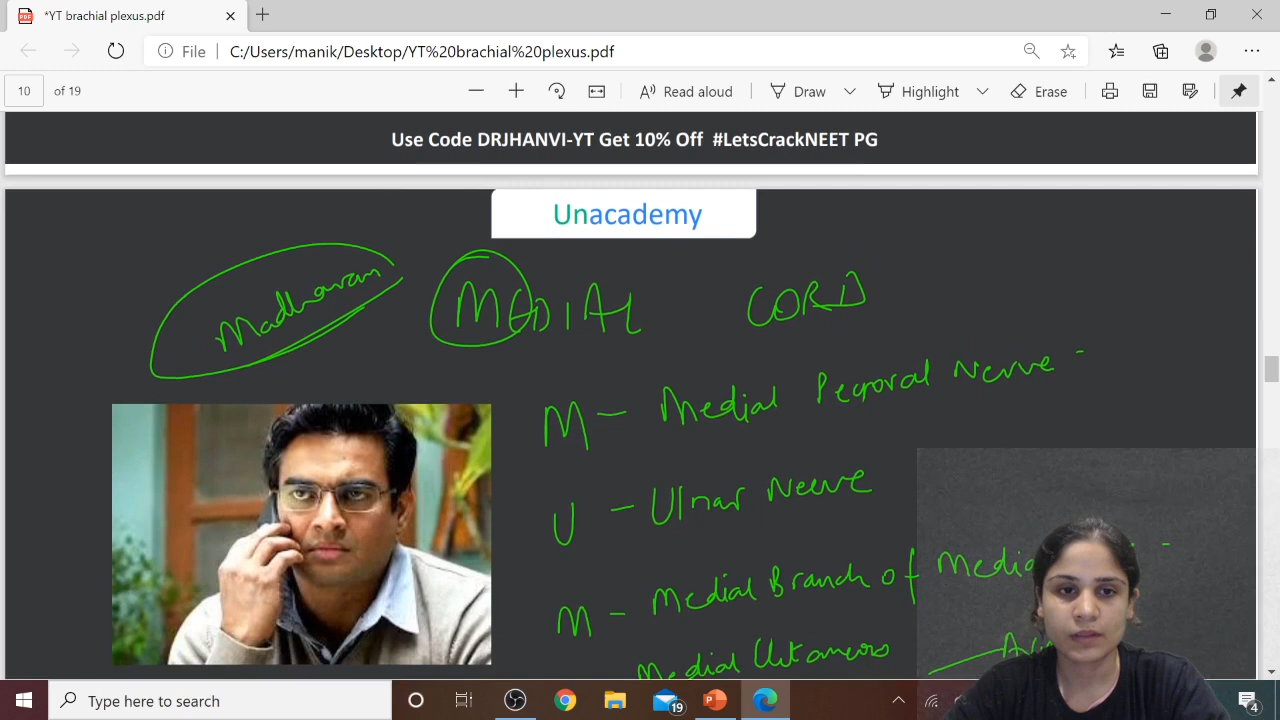 *YT brachial plexus.pdf
File
C:/Users/manik/Desktop/YT%20brachial%20plexus.pdf
10 of 19
Read aloud
Draw
Highlight
Erase
Use Code DRJHANVI-YT Get 10% Off #LetsCrackNEET PG
Unacademy
Madhavan
MEDIAL CORD
M - Medial Pectoral Nerve -
U - Ulnar Nerve
M - Medial Branch of
Medial Cutaneous
Type here to search
19
4